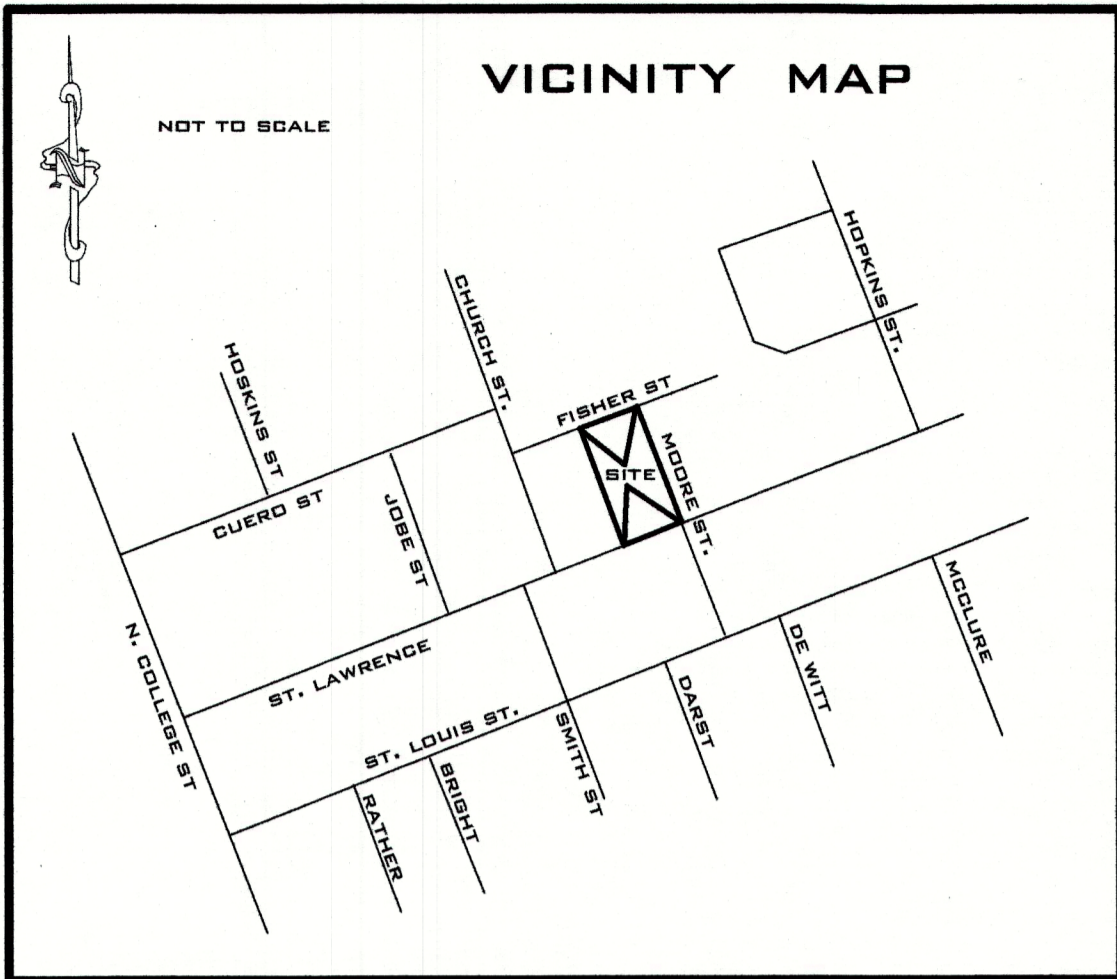 VICINITY MAP
NOT TO SCALE
N
HOPKINS ST.
CHURCH ST.
HOSKINS ST
FISHER ST
MOORE ST.
SITE
CUERO ST
JOBE ST
N. COLLEGE ST
ST. LAWRENCE
ST. LOUIS ST.
SMITH ST
DARST
DE WITT
MCCLURE
BRIGHT
RATHER